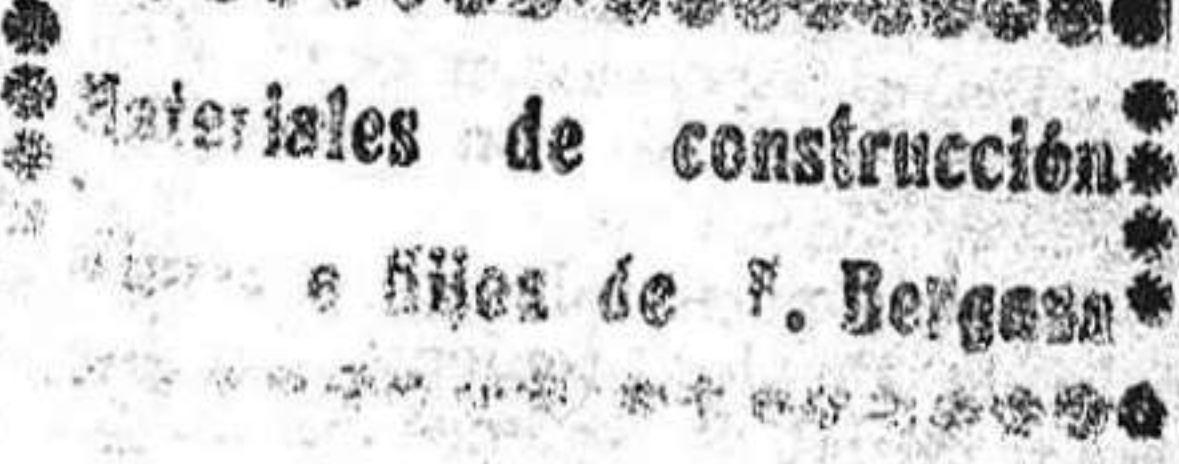 Materiales de construcción
e Hijos de F. Bergasa